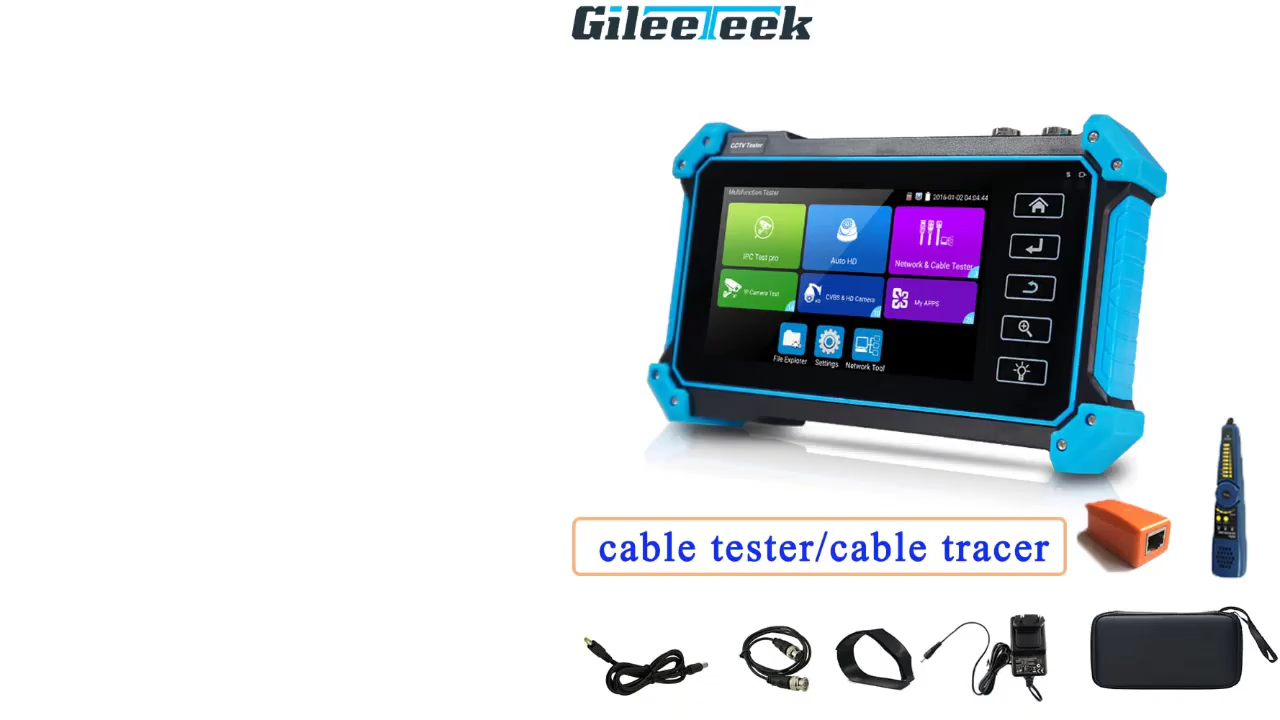 GileeTeek
CCTV Tester
Multifunction Tester
2016-01-02 04:04:44
IPC Test pro
Auto HD
Network & Cable Tester
IP Camera Test
CVBS & HD Camera
My APPS
File Explorer
Settings
Network Tool
cable tester/cable tracer